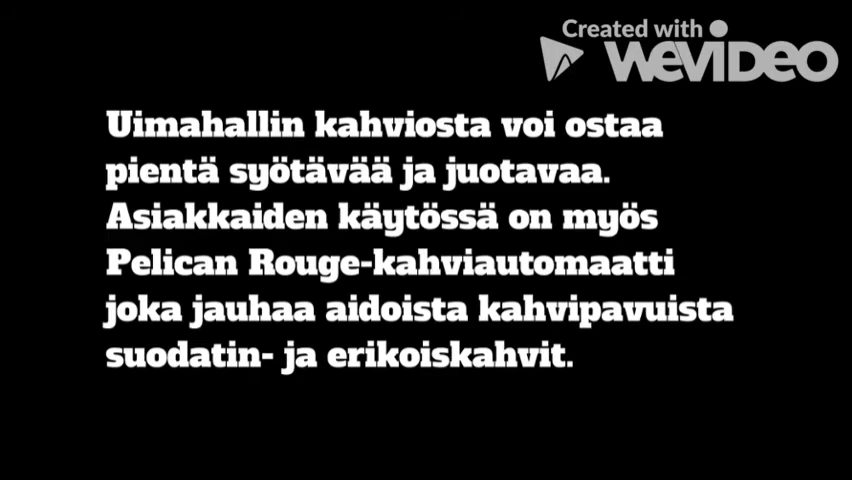 Created with
WEVIDEO
Uimahallin kahviosta voi ostaa
pientä syötävää ja juotavaa.
Asiakkaiden käytössä on myös
Pelican Rouge-kahviautomaatti
joka jauhaa aidoista kahvipavuista
suodatin- ja erikoiskahvit.